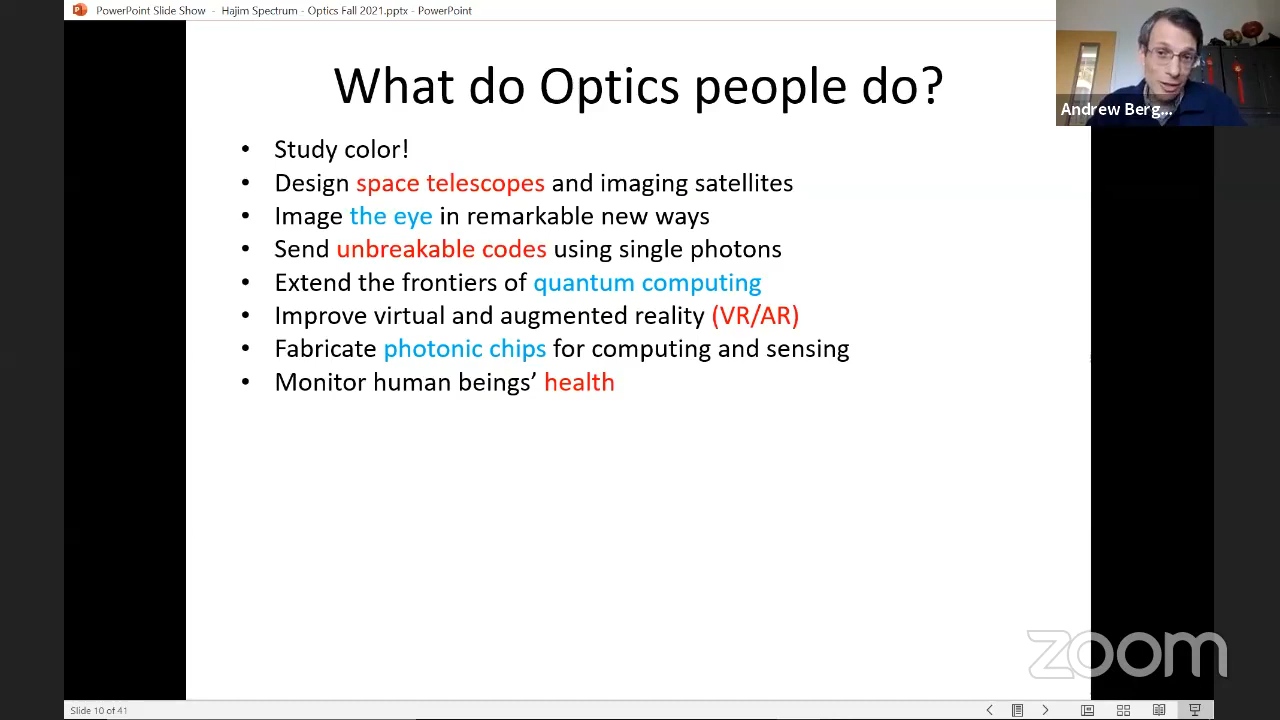 PowerPoint Slide Show - Hajim Spectrum - Optics Fall 2021.pptx - PowerPoint
What do Optics people do?
Andrew Berg...
• Study color!
• Design space telescopes and imaging satellites
• Image the eye in remarkable new ways
• Send unbreakable codes using single photons
• Extend the frontiers of quantum computing
• Improve virtual and augmented reality (VR/AR)
• Fabricate photonic chips for computing and sensing
• Monitor human beings’ health
zoom
Slide 10 of 41